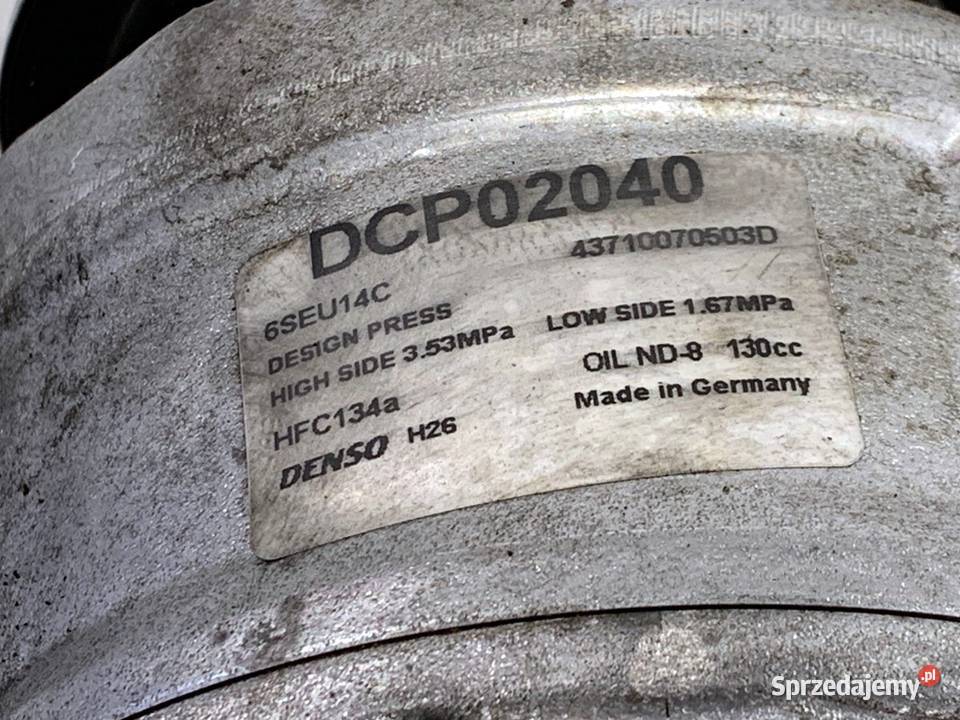 DCP02040
43710070503D
6SEU14C
DESIGN PRESS
HIGH SIDE 3.53MPa LOW SIDE 1.67MPa
HFC134a OIL ND-8 130cc
DENSO H26 Made in Germany
Sprzedajemy.pl